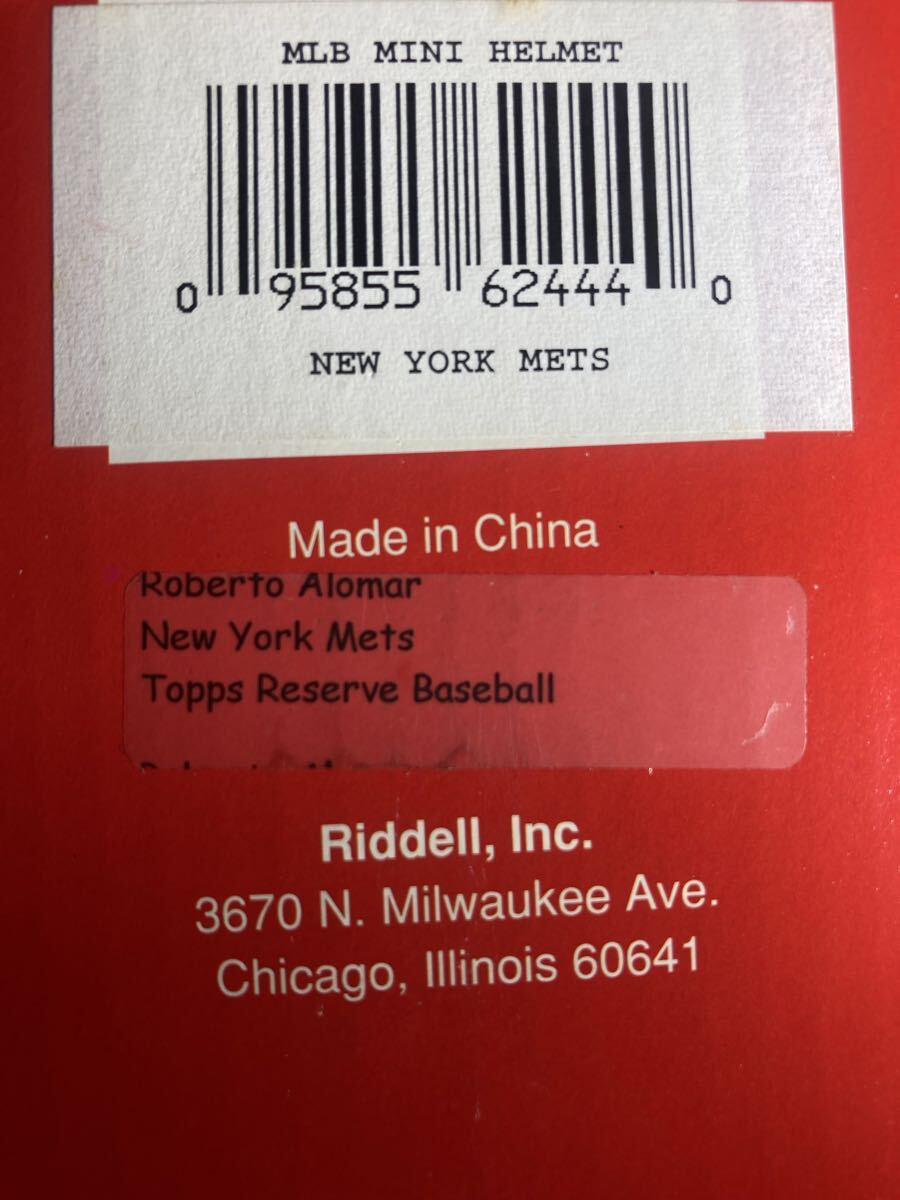 MLB MINI HELMET
0 95855 62444 0
NEW YORK METS
Made in China
Roberto Alomar
New York Mets
Topps Reserve Baseball
Riddell, Inc.
3670 N. Milwaukee Ave.
Chicago, Illinois 60641